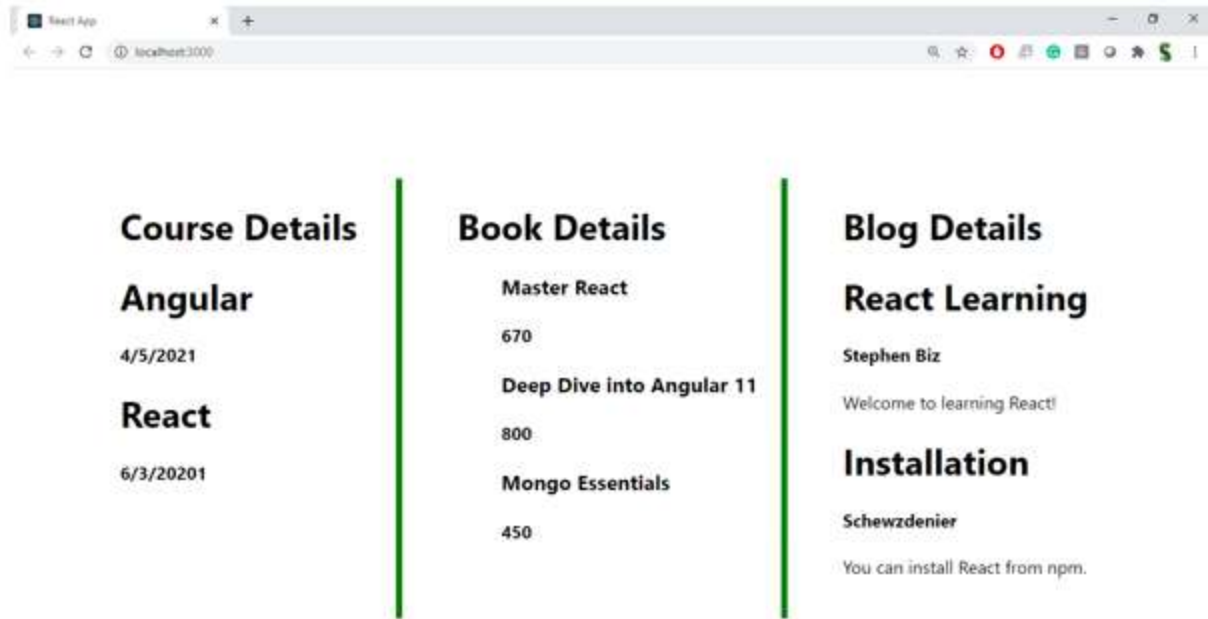 React App
localhost:3000
Course Details
Angular
4/5/2021
React
6/3/20201
Book Details
Master React
670
Deep Dive into Angular 11
800
Mongo Essentials
450
Blog Details
React Learning
Stephen Biz
Welcome to learning React!
Installation
Schewzdenier
You can install React from npm.